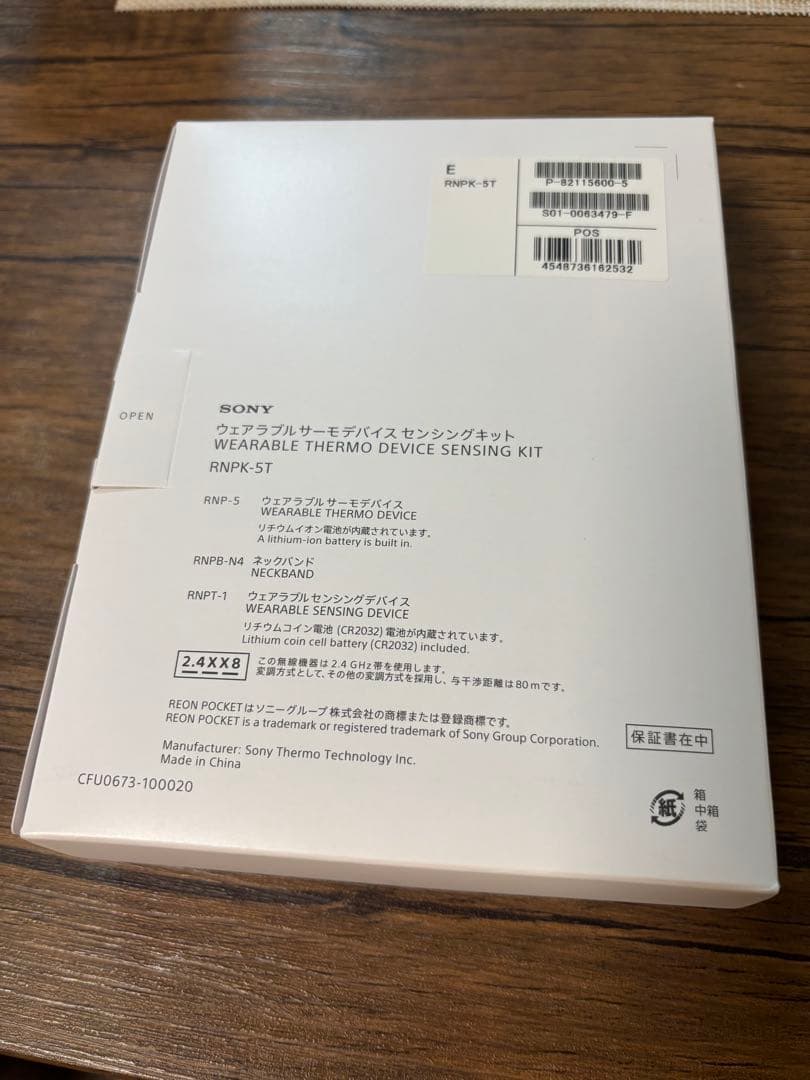 E
RNPK-5T
P-82115600-5
S01-0063479-F
POS
4548736162532
OPEN
SONY
ウェアラブルサーモデバイス センシングキット
WEARABLE THERMO DEVICE SENSING KIT
RNPK-5T
RNP-5 ウェアラブルサーモデバイス
WEARABLE THERMO DEVICE
リチウムイオン電池が内蔵されています。
A lithium-ion battery is built in.
RNPB-N4 ネックバンド
NECKBAND
RNPT-1 ウェアラブルセンシングデバイス
WEARABLE SENSING DEVICE
リチウムコイン電池 (CR2032) 電池が内蔵されています。
Lithium coin cell battery (CR2032) included.
2.4XX8
この無線機器は2.4 GHz帯を使用します。
変調方式として、その他の変調方式を採用し、与干渉距離は80 mです。
REON POCKETはソニーグループ株式会社の商標または登録商標です。
REON POCKET is a trademark or registered trademark of Sony Group Corporation.
Manufacturer: Sony Thermo Technology Inc.
Made in China
保証書在中
CFU0673-100020
紙
箱
中箱
袋